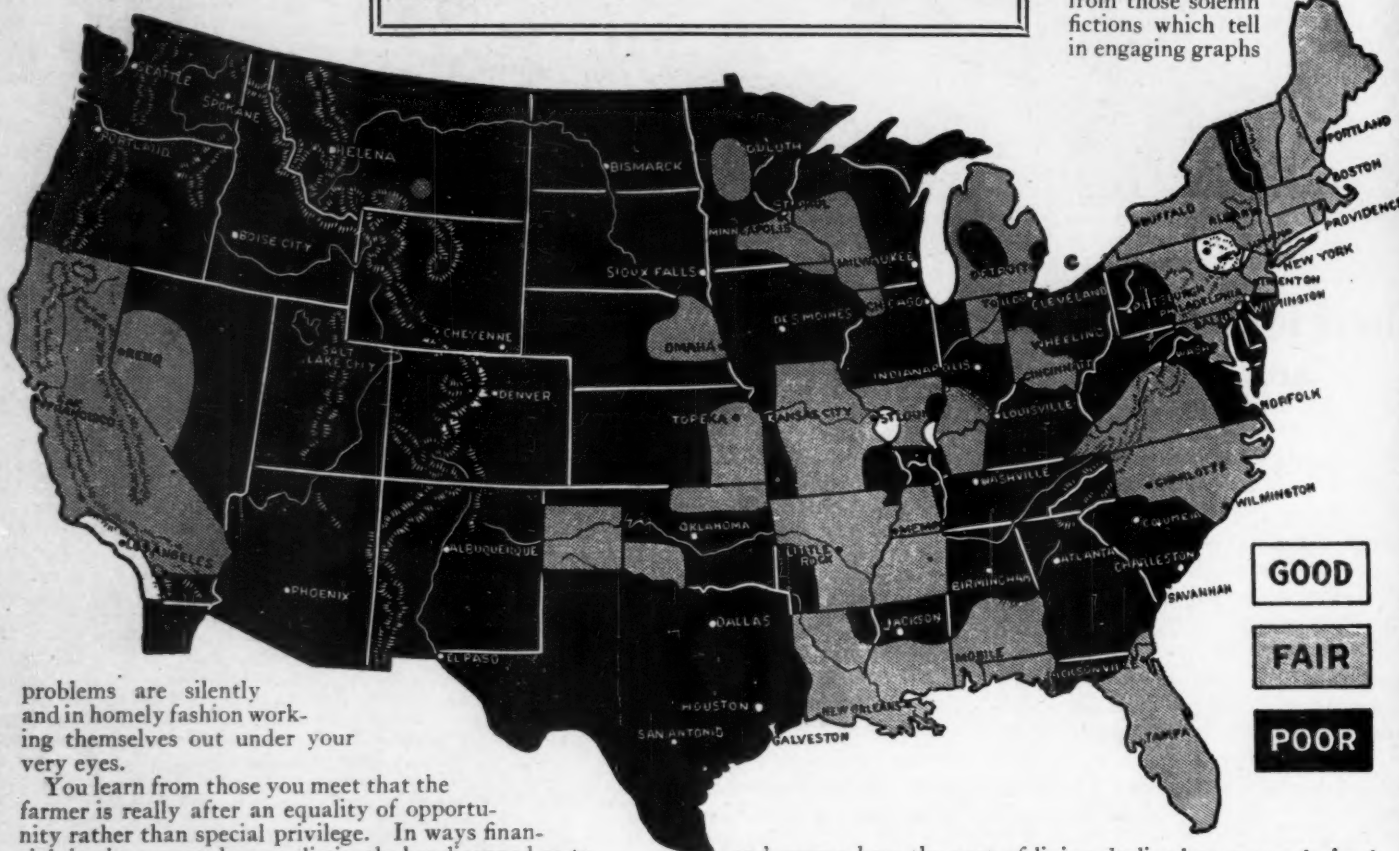 from those solemn
fictions which tell
in engaging graphs
SEATTLE
SPOKANE
PORTLAND
HELENA
BISMARCK
DULUTH
ST. PAUL
MINNEAPOLIS
BOISE CITY
SIOUX FALLS
MILWAUKEE
DETROIT
BUFFALO
PORTLAND
BOSTON
PROVIDENCE
NEW YORK
TRENTON
WILMINGTON
PITTSBURGH
PHILADELPHIA
CHEYENNE
OMAHA
DES MOINES
CHICAGO
TOLEDO
CLEVELAND
WHEELING
WASH.
RENO
SALT
LAKE CITY
DENVER
INDIANAPOLIS
CINCINNATI
SAN
FRANCISCO
TOPEKA
KANSAS CITY
ST. LOUIS
LOUISVILLE
NORFOLK
NASHVILLE
CHARLOTTE
WILMINGTON
LOS ANGELES
ALBUQUERQUE
OKLAHOMA
LITTLE
ROCK
BIRMINGHAM
ATLANTA
CHARLESTON
SAVANNAH
PHOENIX
EL PASO
DALLAS
JACKSON
MOBILE
HOUSTON
NEW ORLEANS
SAN ANTONIO
GALVESTON
TAMPA
GOOD
FAIR
POOR
problems are silently
and in homely fashion work-
ing themselves out under your
very eyes.
You learn from those you meet that the
farmer is really after an equality of opportu-
nity rather than special privilege. In ways finan-